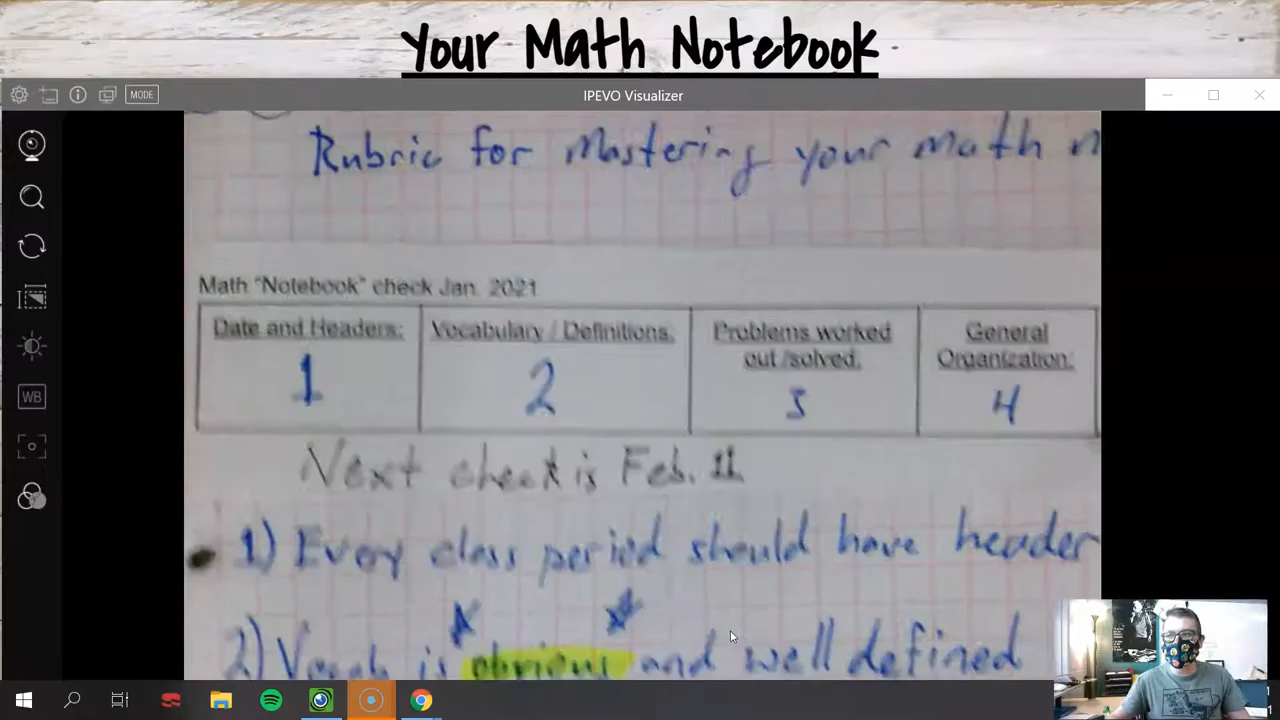 Your Math Notebook
MODE
IPEVO Visualizer
Rubric for Mastering your math n
Math "Notebook" check Jan. 2021
Date and Headers:
1
Vocabulary / Definitions:
2
Problems worked
out /solved.
3
General
Organization:
4
Next check is Feb. 11
1) Every class period should have header
2) Vocab is obvious and well defined
WB